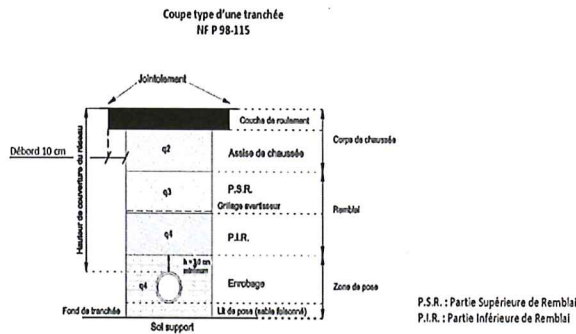 Coupe type d'une tranchée
NF P 98-115
Jointoiement
Couche de roulement
Corps de chaussée
Débord 10 cm
Hauteur de couverture du réseau
q2
Assise de chaussée
q3
P.S.R.
Grillage avertisseur
Remblai
q4
P.I.R.
minimum
q4
Enrobage
Zone de pose
Fond de tranchée
Lit de pose (sable foisonné)
Sol support
P.S.R. : Partie Supérieure de Remblai
P.I.R. : Partie Inférieure de Remblai